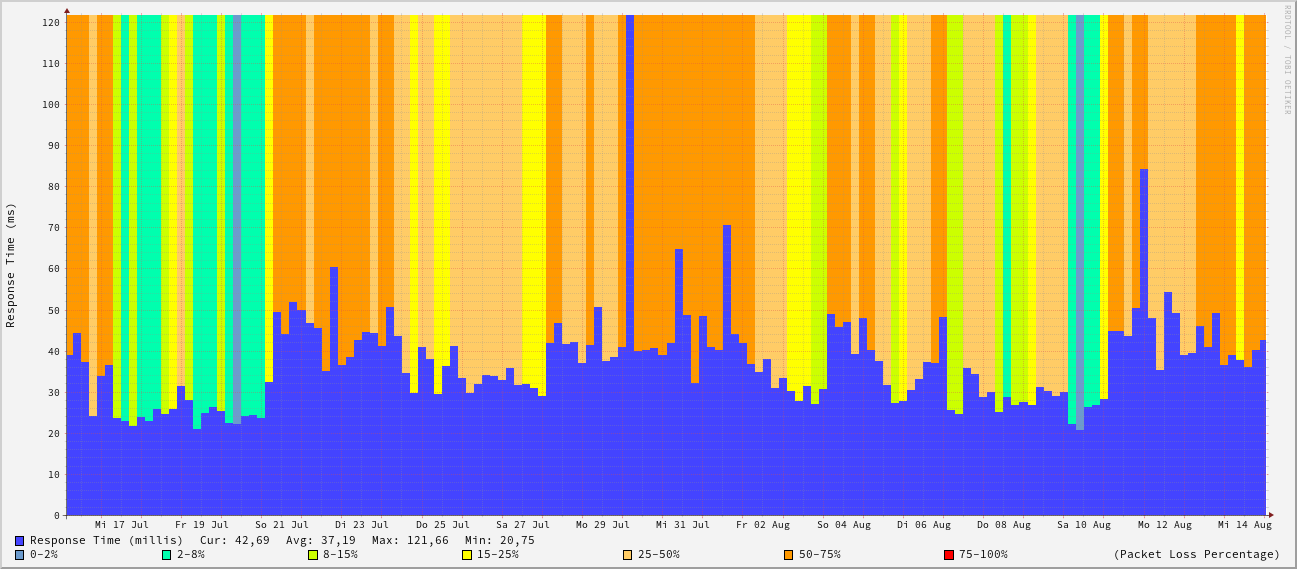 RRDTOOL / TOBI OETIKER
Response Time (ms)
120
110
100
90
80
70
60
50
40
30
20
10
0
Mi 17 Jul Fr 19 Jul So 21 Jul Di 23 Jul Do 25 Jul Sa 27 Jul Mo 29 Jul Mi 31 Jul Fr 02 Aug So 04 Aug Di 06 Aug Do 08 Aug Sa 10 Aug Mo 12 Aug Mi 14 Aug
Response Time (millis) Cur: 42,69 Avg: 37,19 Max: 121,66 Min: 20,75
0-2% 2-8% 8-15% 15-25% 25-50% 50-75% 75-100% (Packet Loss Percentage)